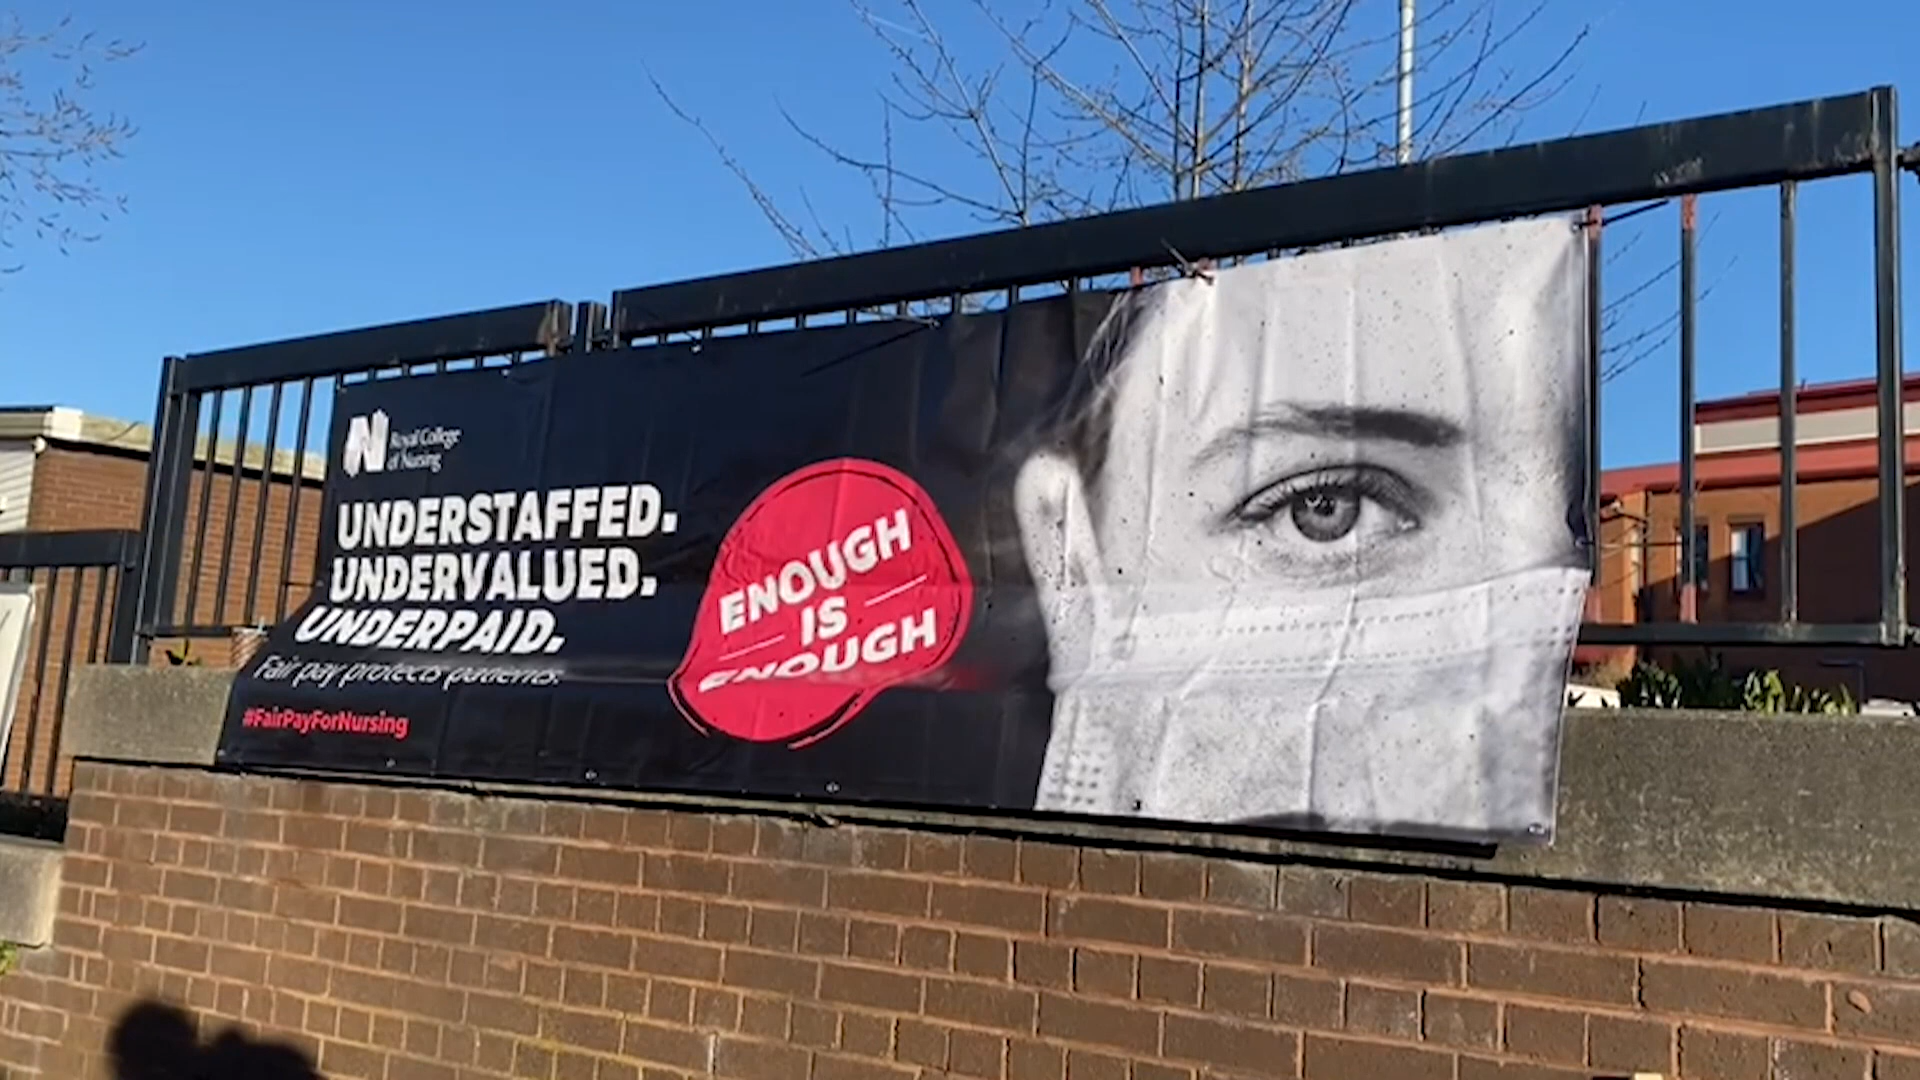 Royal College
of Nursing
UNDERSTAFFED.
UNDERVALUED.
UNDERPAID.
Fair pay protects patients.
#FairPayForNursing
ENOUGH
IS
ENOUGH